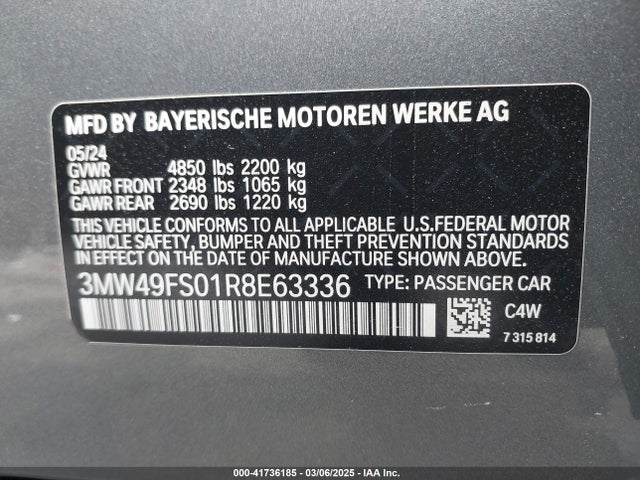 MFD BY BAYERISCHE MOTOREN WERKE AG
05/24
GVWR 4850 lbs 2200 kg
GAWR FRONT 2348 lbs 1065 kg
GAWR REAR 2690 lbs 1220 kg
THIS VEHICLE CONFORMS TO ALL APPLICABLE U.S.FEDERAL MOTOR
VEHICLE SAFETY, BUMPER AND THEFT PREVENTION STANDARDS
IN EFFECT ON THE DATE OF MANUFACTURE SHOWN ABOVE.
3MW49FS01R8E63336 TYPE: PASSENGER CAR
C4W
7 315 814
000-41736185 | 03/06/2025 | IAA Inc.